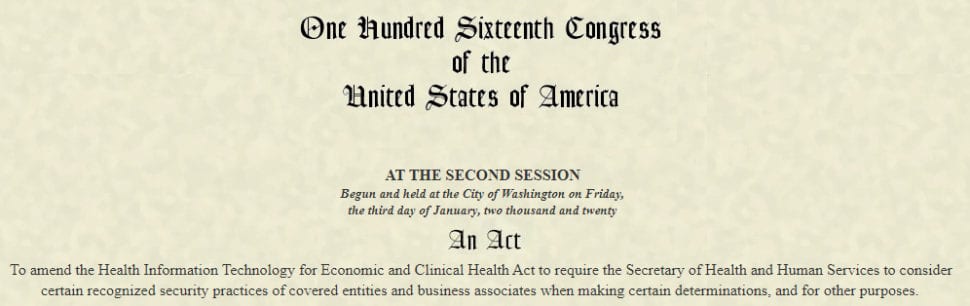 One Hundred Sixteenth Congress
of the
United States of America
AT THE SECOND SESSION
Begun and held at the City of Washington on Friday,
the third day of January, two thousand and twenty
An Act
To amend the Health Information Technology for Economic and Clinical Health Act to require the Secretary of Health and Human Services to consider
certain recognized security practices of covered entities and business associates when making certain determinations, and for other purposes.